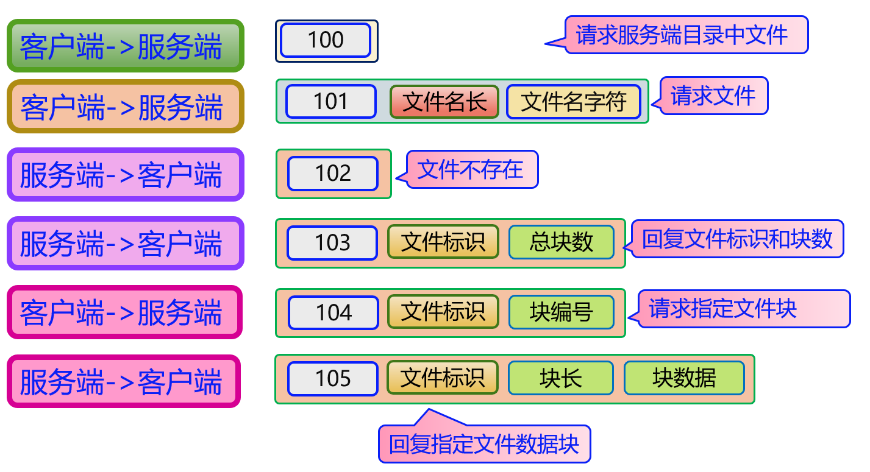 客户端->服务端 100 请求服务端目录中文件
客户端->服务端 101 文件名长 文件名字符 请求文件
服务端->客户端 102 文件不存在
服务端->客户端 103 文件标识 总块数 回复文件标识和块数
客户端->服务端 104 文件标识 块编号 请求指定文件块
服务端->客户端 105 文件标识 块长 块数据
回复指定文件数据块